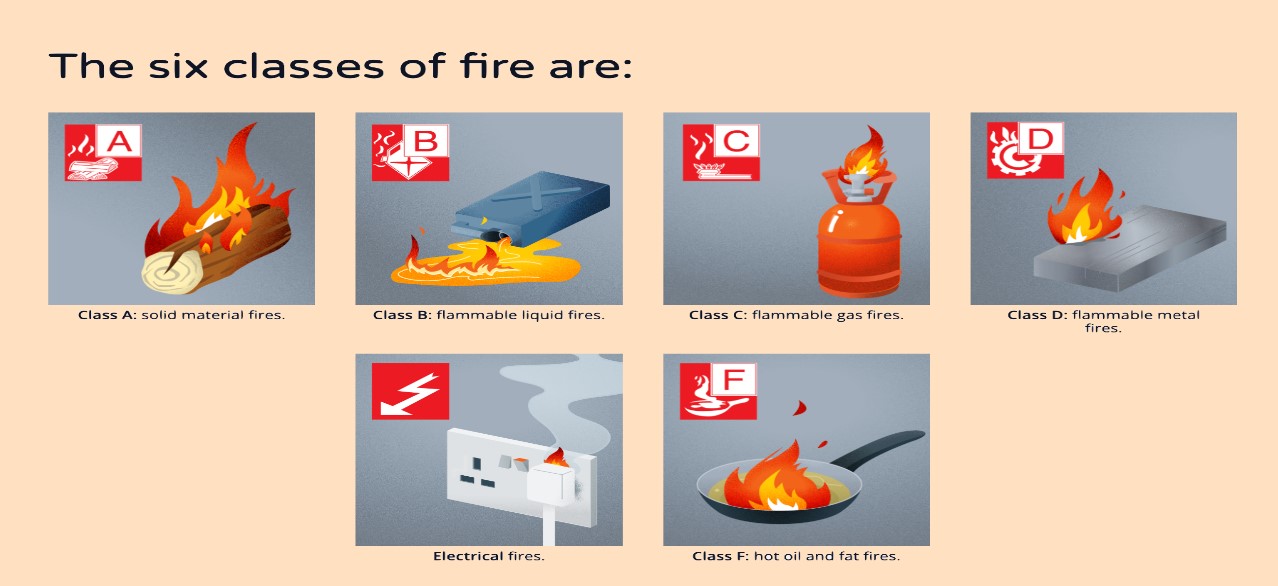 The six classes of fire are:
A
B
C
D
Class A: solid material fires.
Class B: flammable liquid fires.
Class C: flammable gas fires.
Class D: flammable metal
fires.
F
Electrical fires.
Class F: hot oil and fat fires.